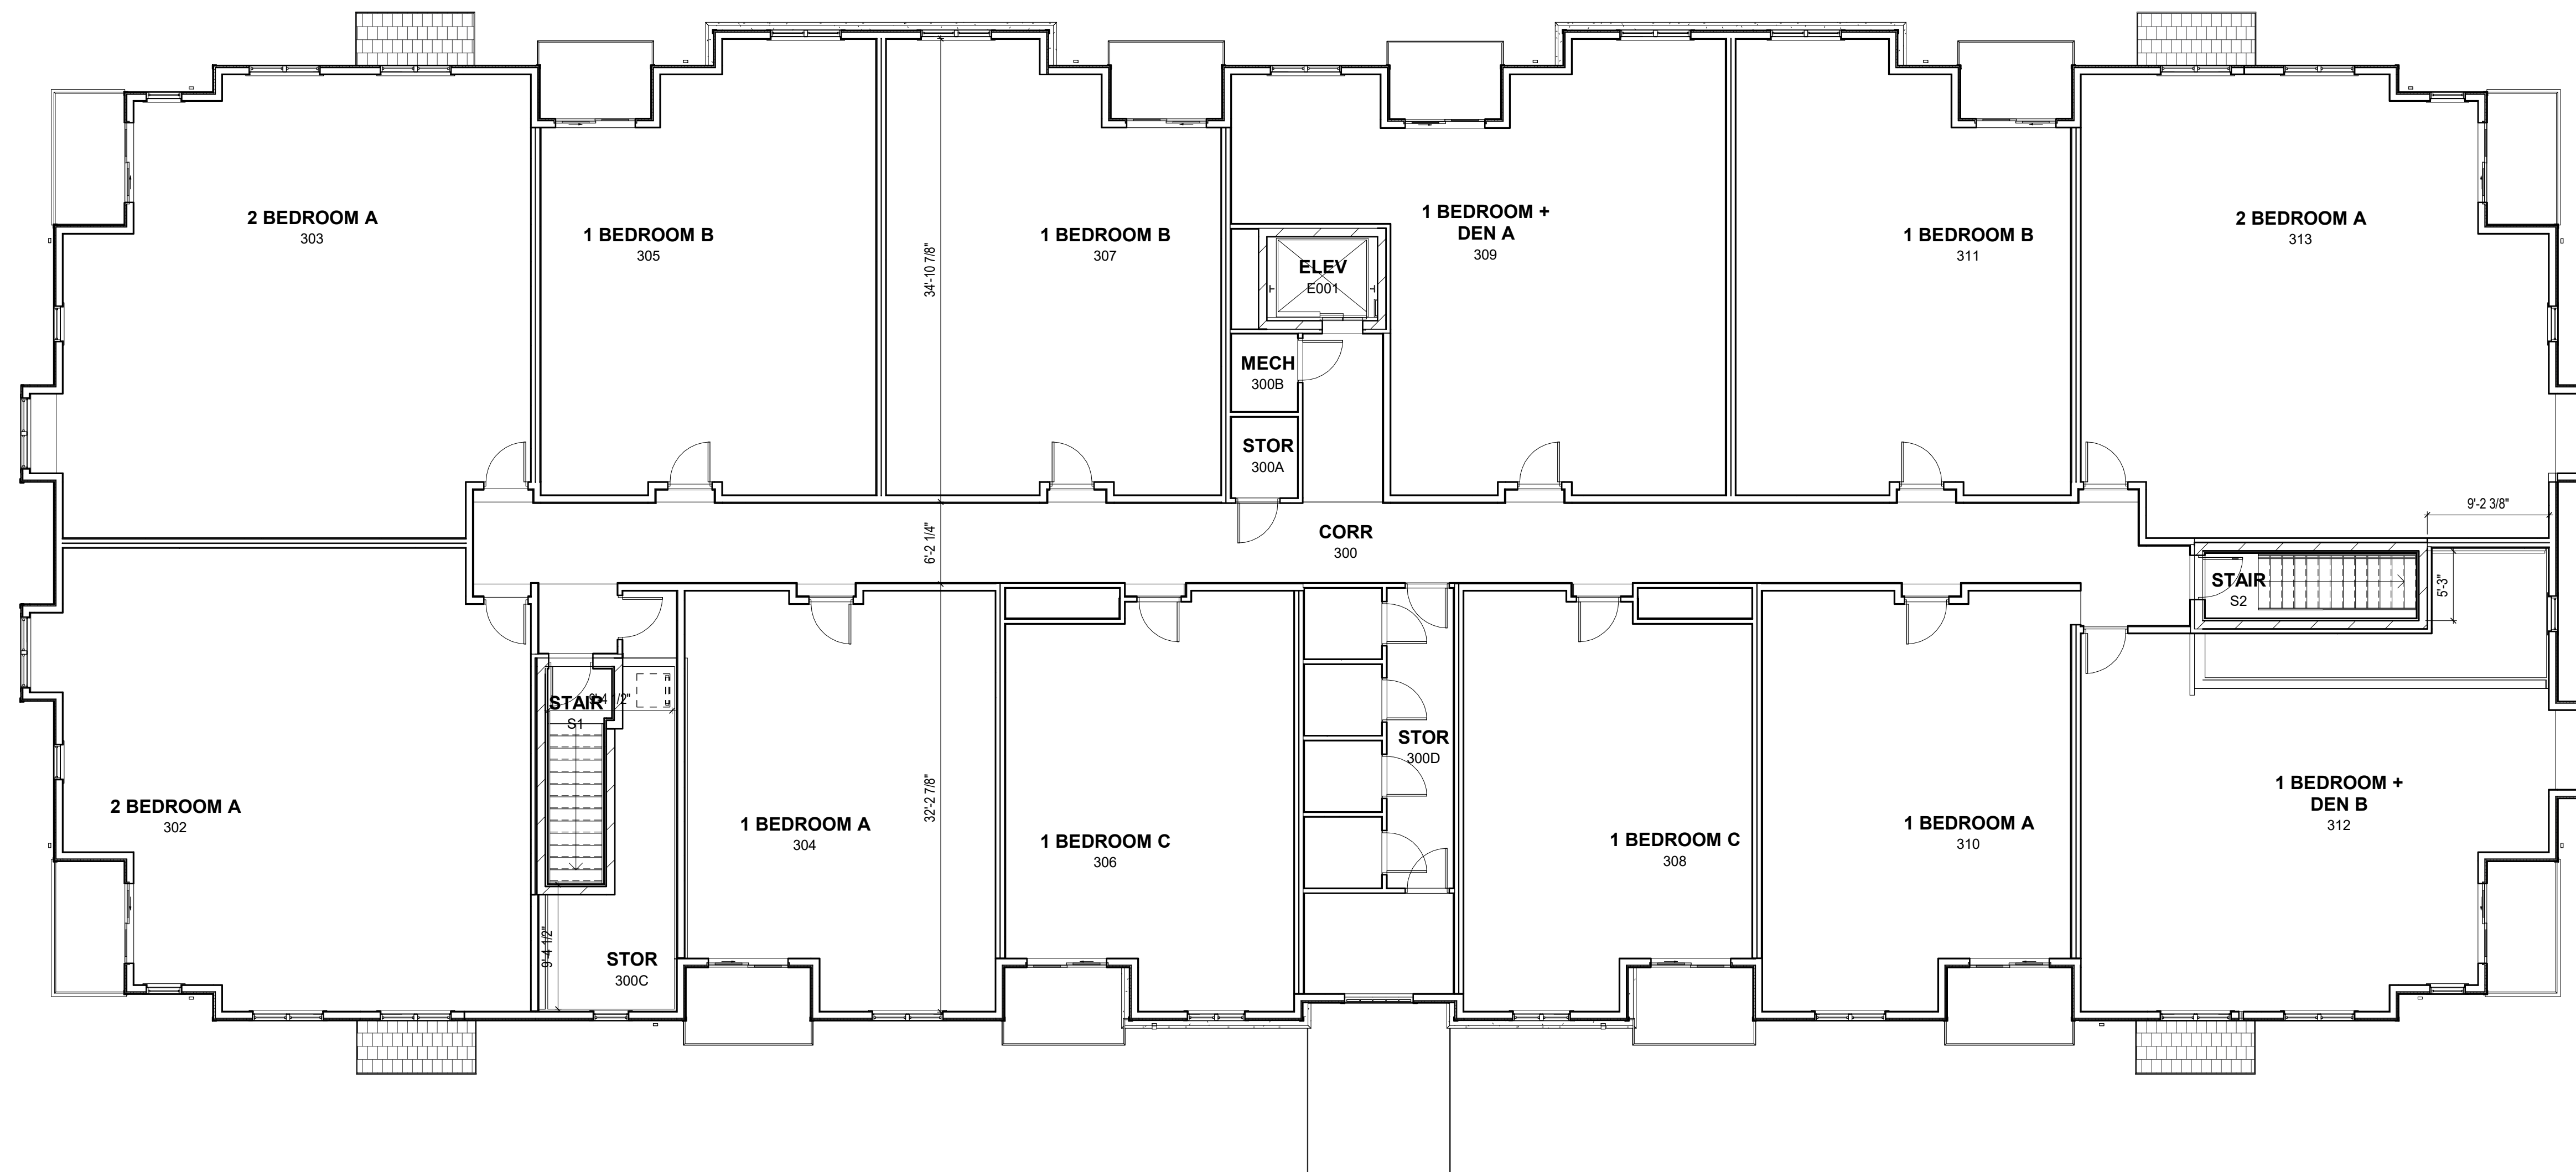 2 BEDROOM A
303
1 BEDROOM B
305
1 BEDROOM B
307
1 BEDROOM +
DEN A
309
1 BEDROOM B
311
2 BEDROOM A
313
34'-10 7/8"
ELEV
E001
MECH
300B
STOR
300A
6'-2 1/4"
CORR
300
9'-2 3/8"
STAIR
S2
5'-3"
STAIR
S1
9'-4 1/2"
2 BEDROOM A
302
1 BEDROOM A
304
32'-2 7/8"
1 BEDROOM C
306
STOR
300D
1 BEDROOM C
308
1 BEDROOM A
310
1 BEDROOM +
DEN B
312
9'-4 1/2"
STOR
300C